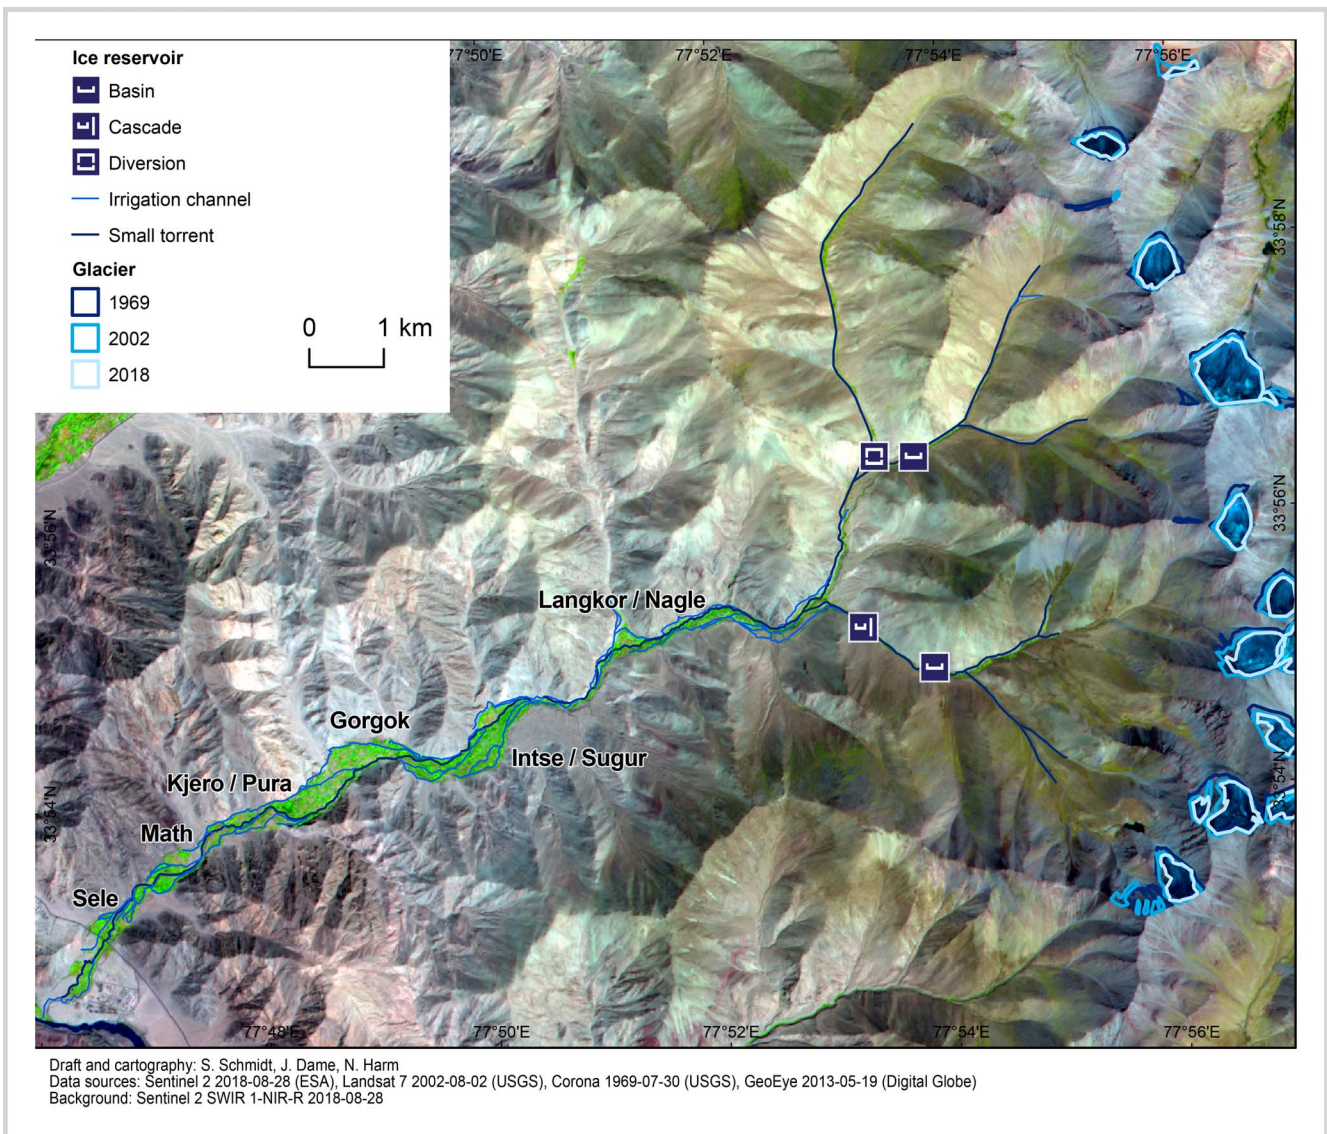 Ice reservoir
Basin
Cascade
Diversion
Irrigation channel
Small torrent
Glacier
1969
2002
2018
0 1 km
77°50'E 77°52'E 77°54'E 77°56'E
33°58'N
33°56'N
33°56'N
33°54'N
33°54'N
Langkor / Nagle
Gorgok
Intse / Sugur
Kjero / Pura
Math
Sele
77°48'E 77°50'E 77°52'E 77°54'E 77°56'E
Draft and cartography: S. Schmidt, J. Dame, N. Harm
Data sources: Sentinel 2 2018-08-28 (ESA), Landsat 7 2002-08-02 (USGS), Corona 1969-07-30 (USGS), GeoEye 2013-05-19 (Digital Globe)
Background: Sentinel 2 SWIR 1-NIR-R 2018-08-28